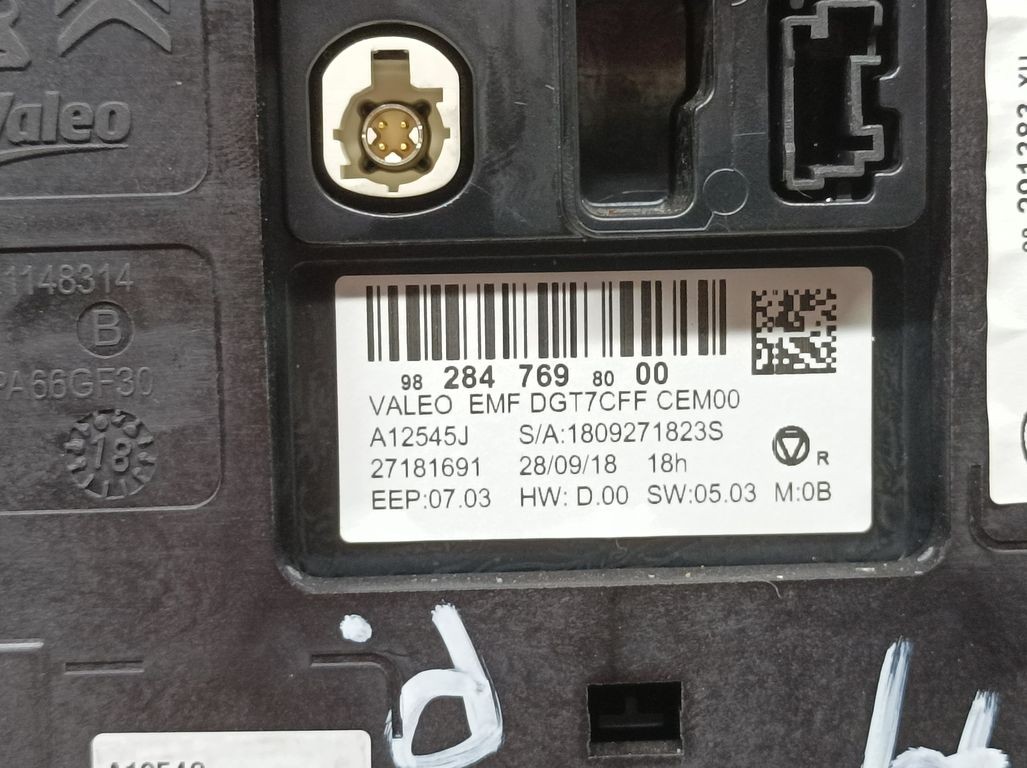 Valeo
1148314
B
PA66GF30
18
98 284 769 80 00
VALEO EMF DGT7CFF CEM00
A12545J S/A:1809271823S
27181691 28/09/18 18h
R
EEP:07.03 HW: D.00 SW:05.03 M:0B